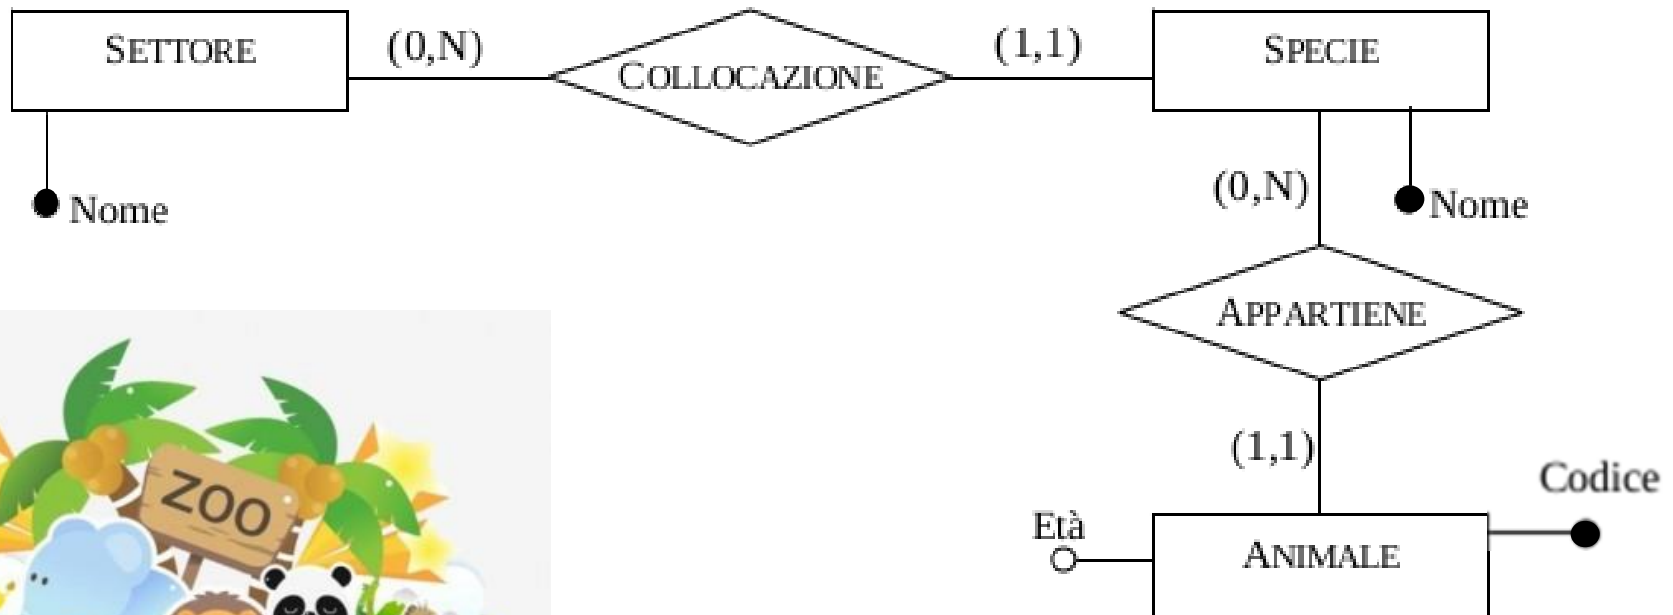 SETTORE
(0,N)
COLLOCAZIONE
(1,1)
SPECIE
Nome
(0,N)
Nome
APPARTIENE
(1,1)
Codice
Età
ANIMALE
ZOO